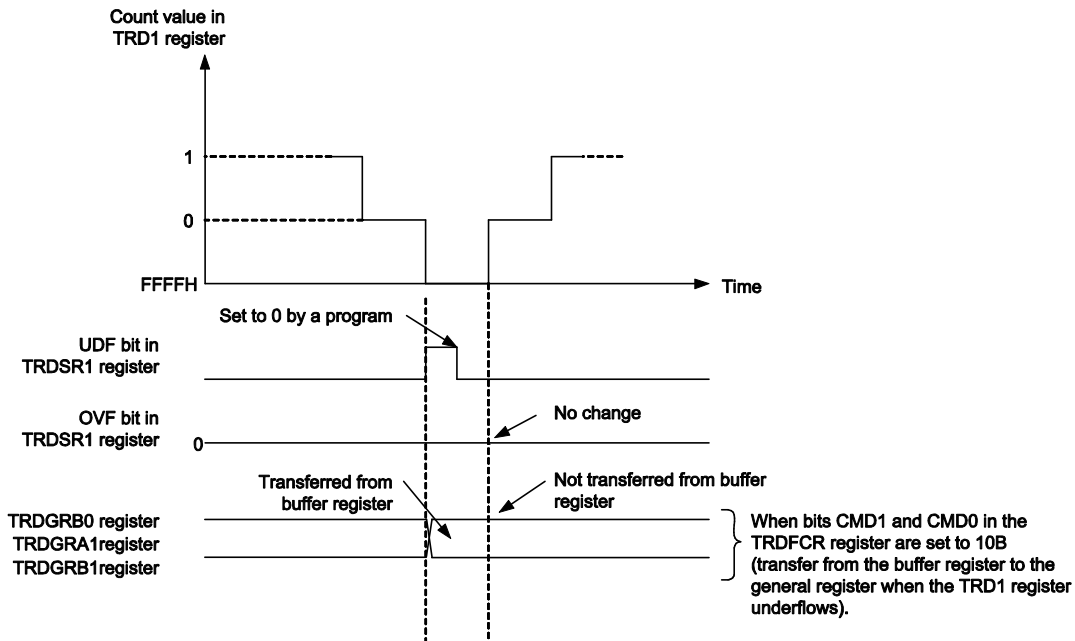 Count value in
TRD1 register
1
0
FFFFH
Time
Set to 0 by a program
UDF bit in
TRDSR1 register
OVF bit in
TRDSR1 register
0
No change
Transferred from
buffer register
Not transferred from buffer
register
TRDGRB0 register
TRDGRA1register
TRDGRB1register
When bits CMD1 and CMD0 in the
TRDFCR register are set to 10B
(transfer from the buffer register to the
general register when the TRD1 register
underflows).